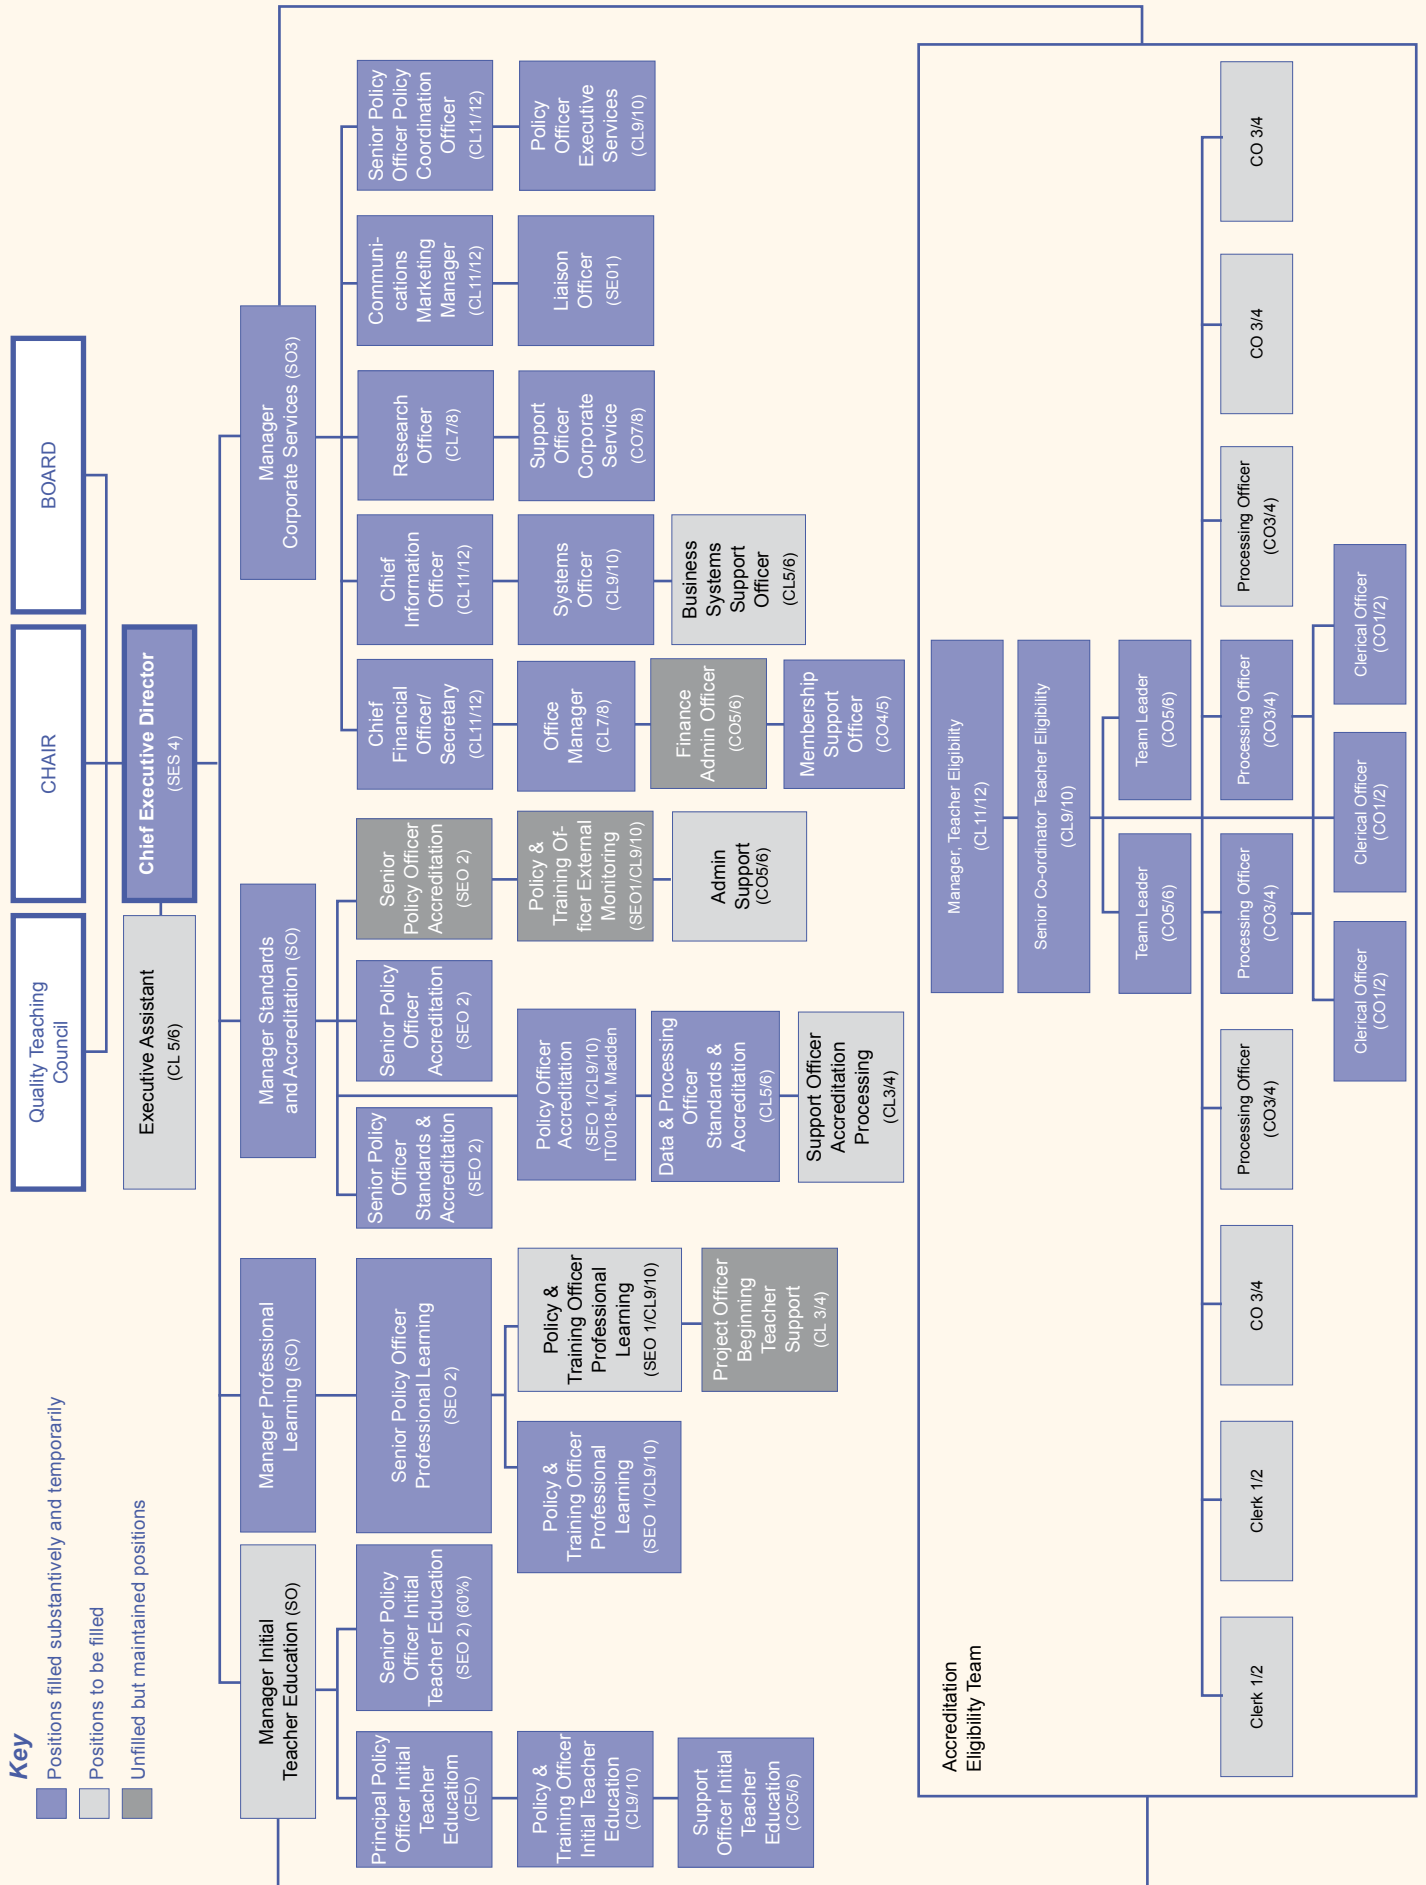 Key
Positions filled substantively and temporarily
Positions to be filled
Unfilled but maintained positions
Quality Teaching
Council
CHAIR
BOARD
Executive Assistant
(CL 5/6)
Chief Executive Director
(SES 4)
Manager Initial
Teacher Education (SO)
Manager Professional
Learning (SO)
Manager Standards
and Accreditation (SO)
Manager
Corporate Services (SO3)
Principal Policy
Officer Initial
Teacher
Education
(CEO)
Senior Policy
Officer Initial
Teacher Education
(SEO 2) (60%)
Policy &
Training Officer
Initial Teacher
Education
(CL9/10)
Support
Officer Initial
Teacher
Education
(CO5/6)
Senior Policy Officer
Professional Learning
(SEO 2)
Policy &
Training Officer
Professional
Learning
(SEO 1/CL9/10)
Policy &
Training Officer
Professional
Learning
(SEO 1/CL9/10)
Project Officer
Beginning
Teacher
Support
(CL 3/4)
Senior Policy
Officer
Standards &
Accreditation
(SEO 2)
Senior Policy
Officer
Accreditation
(SEO 2)
Senior
Policy Officer
Accreditation
(SEO 2)
Policy Officer
Accreditation
(SEO 1/CL9/10)
IT0018-M. Madden
Data & Processing
Officer
Standards &
Accreditation
(CL5/6)
Support Officer
Accreditation
Processing
(CL3/4)
Policy &
Training Of-
ficer External
Monitoring
(SEO1/CL9/10)
Admin
Support
(CO5/6)
Chief
Financial
Officer/
Secretary
(CL11/12)
Office
Manager
(CL7/8)
Finance
Admin Officer
(CO5/6)
Membership
Support
Officer
(CO4/5)
Chief
Information
Officer
(CL11/12)
Systems
Officer
(CL9/10)
Business
Systems
Support
Officer
(CL5/6)
Research
Officer
(CL7/8)
Support
Officer
Corporate
Service
(CO7/8)
Communi-
cations
Marketing
Manager
(CL11/12)
Liaison
Officer
(SE01)
Senior Policy
Officer Policy
Coordination
Officer
(CL11/12)
Policy
Officer
Executive
Services
(CL9/10)
Accreditation
Eligibility Team
Manager, Teacher Eligibility
(CL11/12)
Senior Co-ordinator Teacher Eligibility
(CL9/10)
Team Leader
(CO5/6)
Team Leader
(CO5/6)
Clerk 1/2
Clerk 1/2
CO 3/4
Processing Officer
(CO3/4)
Processing Officer
(CO3/4)
Processing Officer
(CO3/4)
Processing Officer
(CO3/4)
CO 3/4
CO 3/4
Clerical Officer
(CO1/2)
Clerical Officer
(CO1/2)
Clerical Officer
(CO1/2)